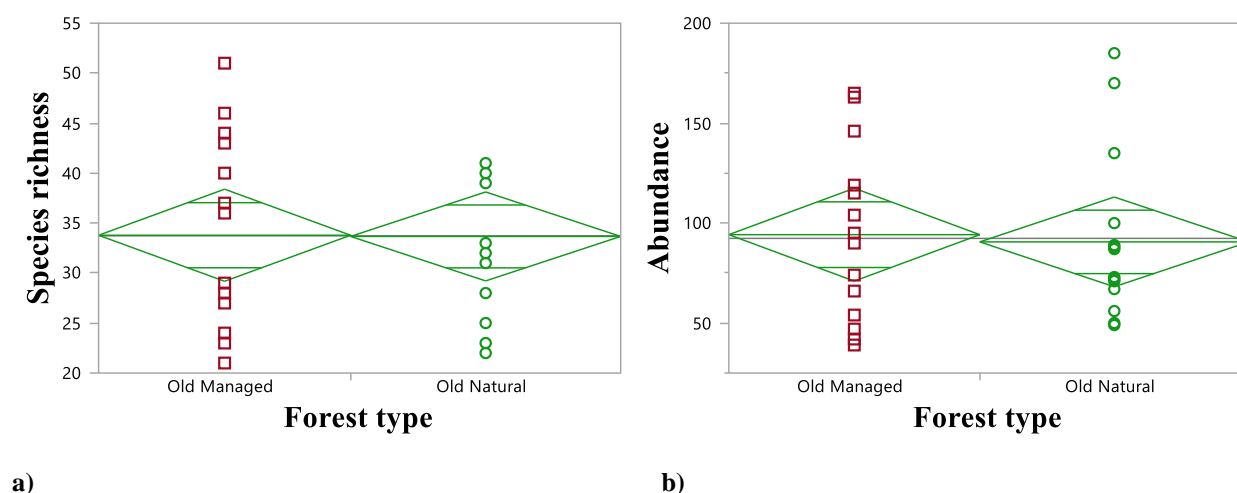 55
50
45
40
35
30
25
20
Species richness
Old Managed
Old Natural
Forest type
a)
200
150
100
50
Abundance
Old Managed
Old Natural
Forest type
b)